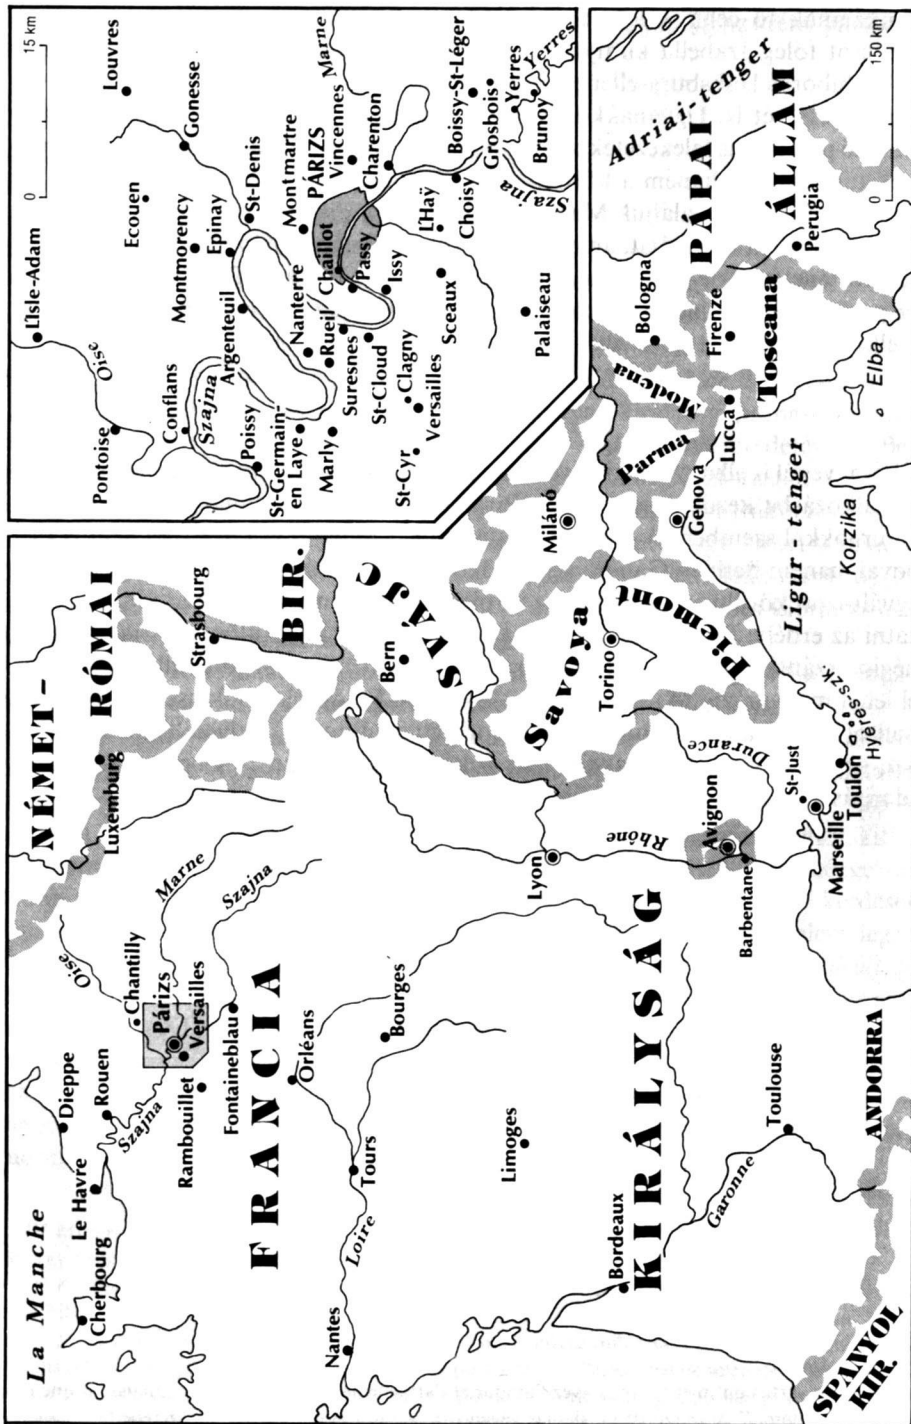 La Manche
Cherbourg
Le Havre
Dieppe
Rouen
Szajna
Oise
Chantilly
Párizs
Versailles
Rambouillet
Fontaineblau
Marne
Szajna
NÉMET-
RÓMAI
BIR.
Luxemburg
Strasbourg
FRANCIA
KIRÁLYSÁG
Orléans
Tours
Loire
Nantes
Bourges
Limoges
Bordeaux
Garonne
Toulouse
ANDORRA
SPANYOL
KIR.
Lyon
Rhône
Avignon
Barbentane
Durance
St-Just
Marseille
Toulon
Hyères-szk
Bern
SVÁJC
Savoya
Torino
Piemont
Milánó
Genova
Ligur-tenger
Korzika
Parma
Modena
Lucca
Toscana
Firenze
Bologna
Elba
PÁPAI
ÁLLAM
Perugia
Adriai-tenger
150 km
0
L'Isle-Adam
Oise
Pontoise
Conflans
Szajna
Poissy
St-Germain-
en Laye
Marly
St-Cyr
Versailles
Clagny
St-Cloud
Suresnes
Rueil
Nanterre
Argenteuil
Epinay
Montmorency
Ecouen
St-Denis
Gonesse
Louvres
Montmartre
PÁRIZS
Chaillot
Passy
Issy
Vincennes
Charenton
Marne
Sceaux
L'Haÿ
Choisy
Palaiseau
Szajna
Boissy-St-Léger
Grosbois
Yerres
Yerres
Brunoy
15 km
0